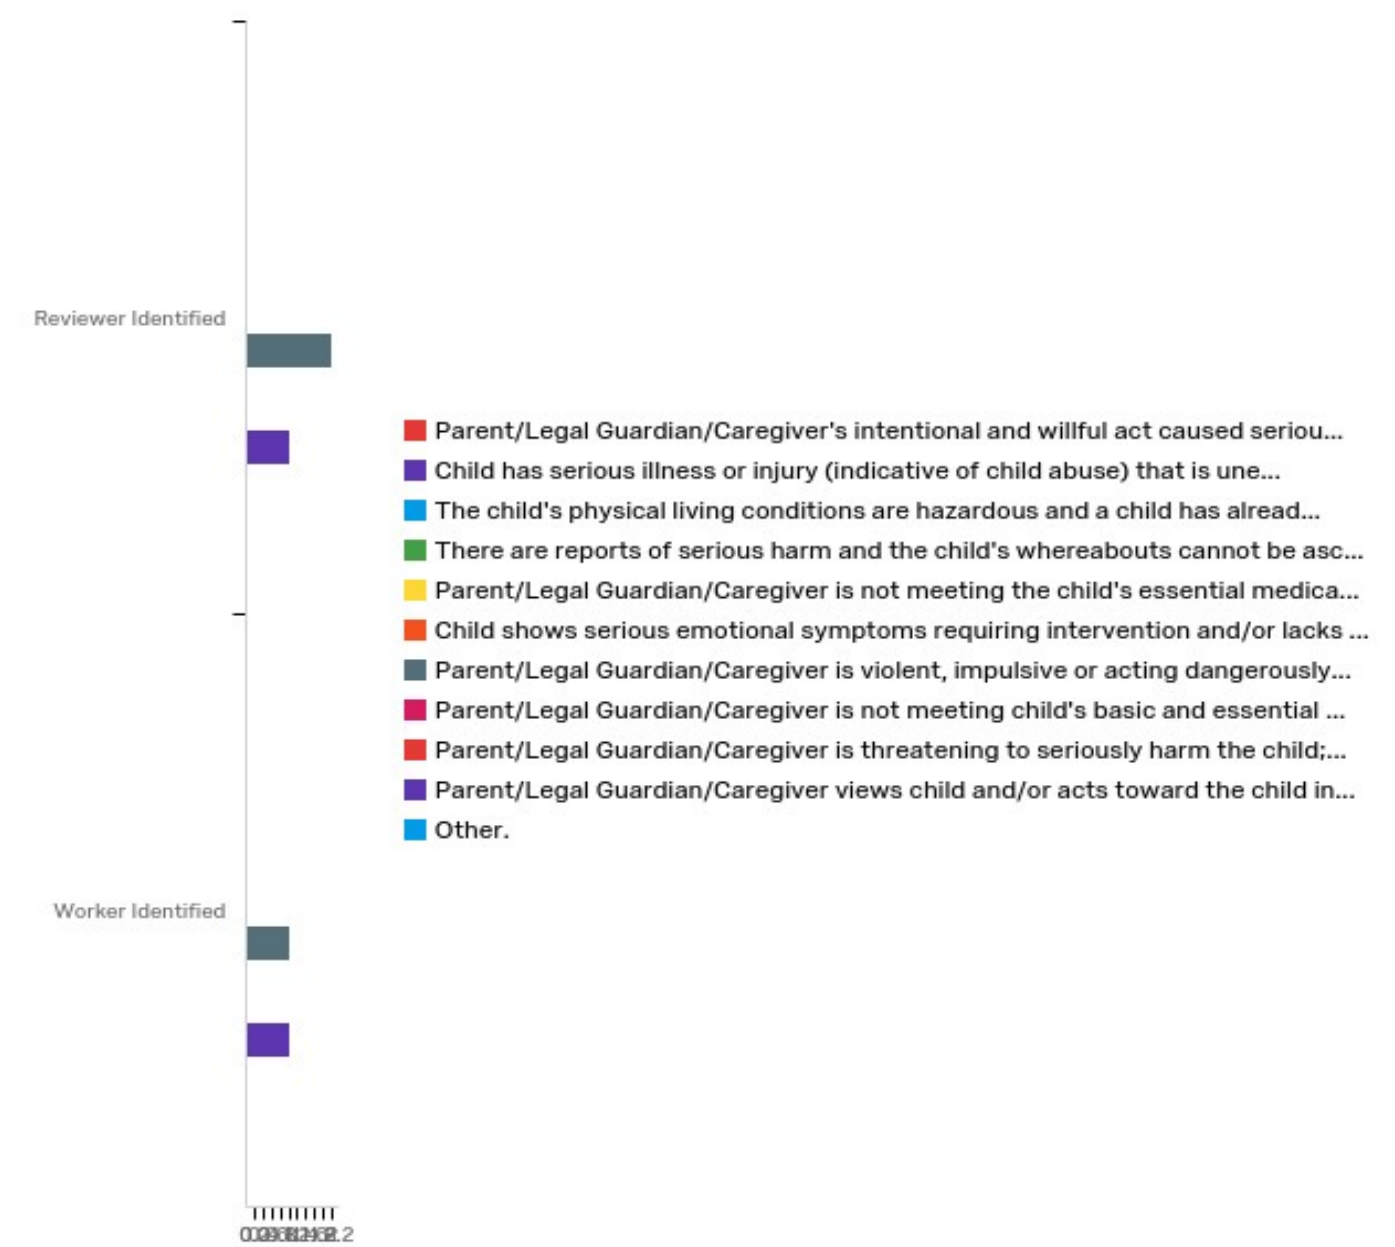 Reviewer Identified
Parent/Legal Guardian/Caregiver's intentional and willful act caused seriou...
Child has serious illness or injury (indicative of child abuse) that is une...
The child's physical living conditions are hazardous and a child has alread...
There are reports of serious harm and the child's whereabouts cannot be asc...
Parent/Legal Guardian/Caregiver is not meeting the child's essential medica...
Child shows serious emotional symptoms requiring intervention and/or lacks ...
Parent/Legal Guardian/Caregiver is violent, impulsive or acting dangerously...
Parent/Legal Guardian/Caregiver is not meeting child's basic and essential ...
Parent/Legal Guardian/Caregiver is threatening to seriously harm the child;...
Parent/Legal Guardian/Caregiver views child and/or acts toward the child in...
Other.
Worker Identified